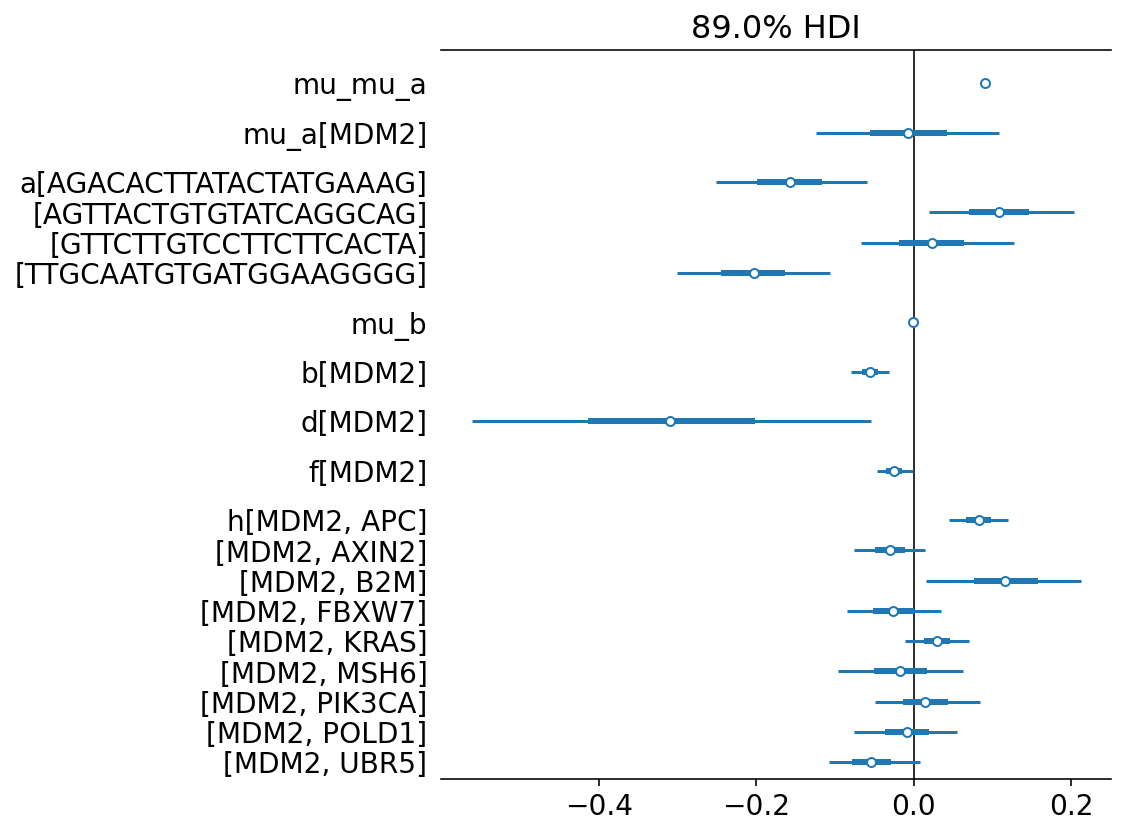 89.0% HDI
mu_mu_a
mu_a[MDM2]
a[AGACACTTATACTATGAAAG]
[AGTTACTGTGTATCAGGCAG]
[GTTCTTGTCCTTCTTCACTA]
[TTGCAATGTGATGGAAGGGG]
mu_b
b[MDM2]
d[MDM2]
f[MDM2]
h[MDM2, APC]
[MDM2, AXIN2]
[MDM2, B2M]
[MDM2, FBXW7]
[MDM2, KRAS]
[MDM2, MSH6]
[MDM2, PIK3CA]
[MDM2, POLD1]
[MDM2, UBR5]
−0.4 −0.2 0.0 0.2